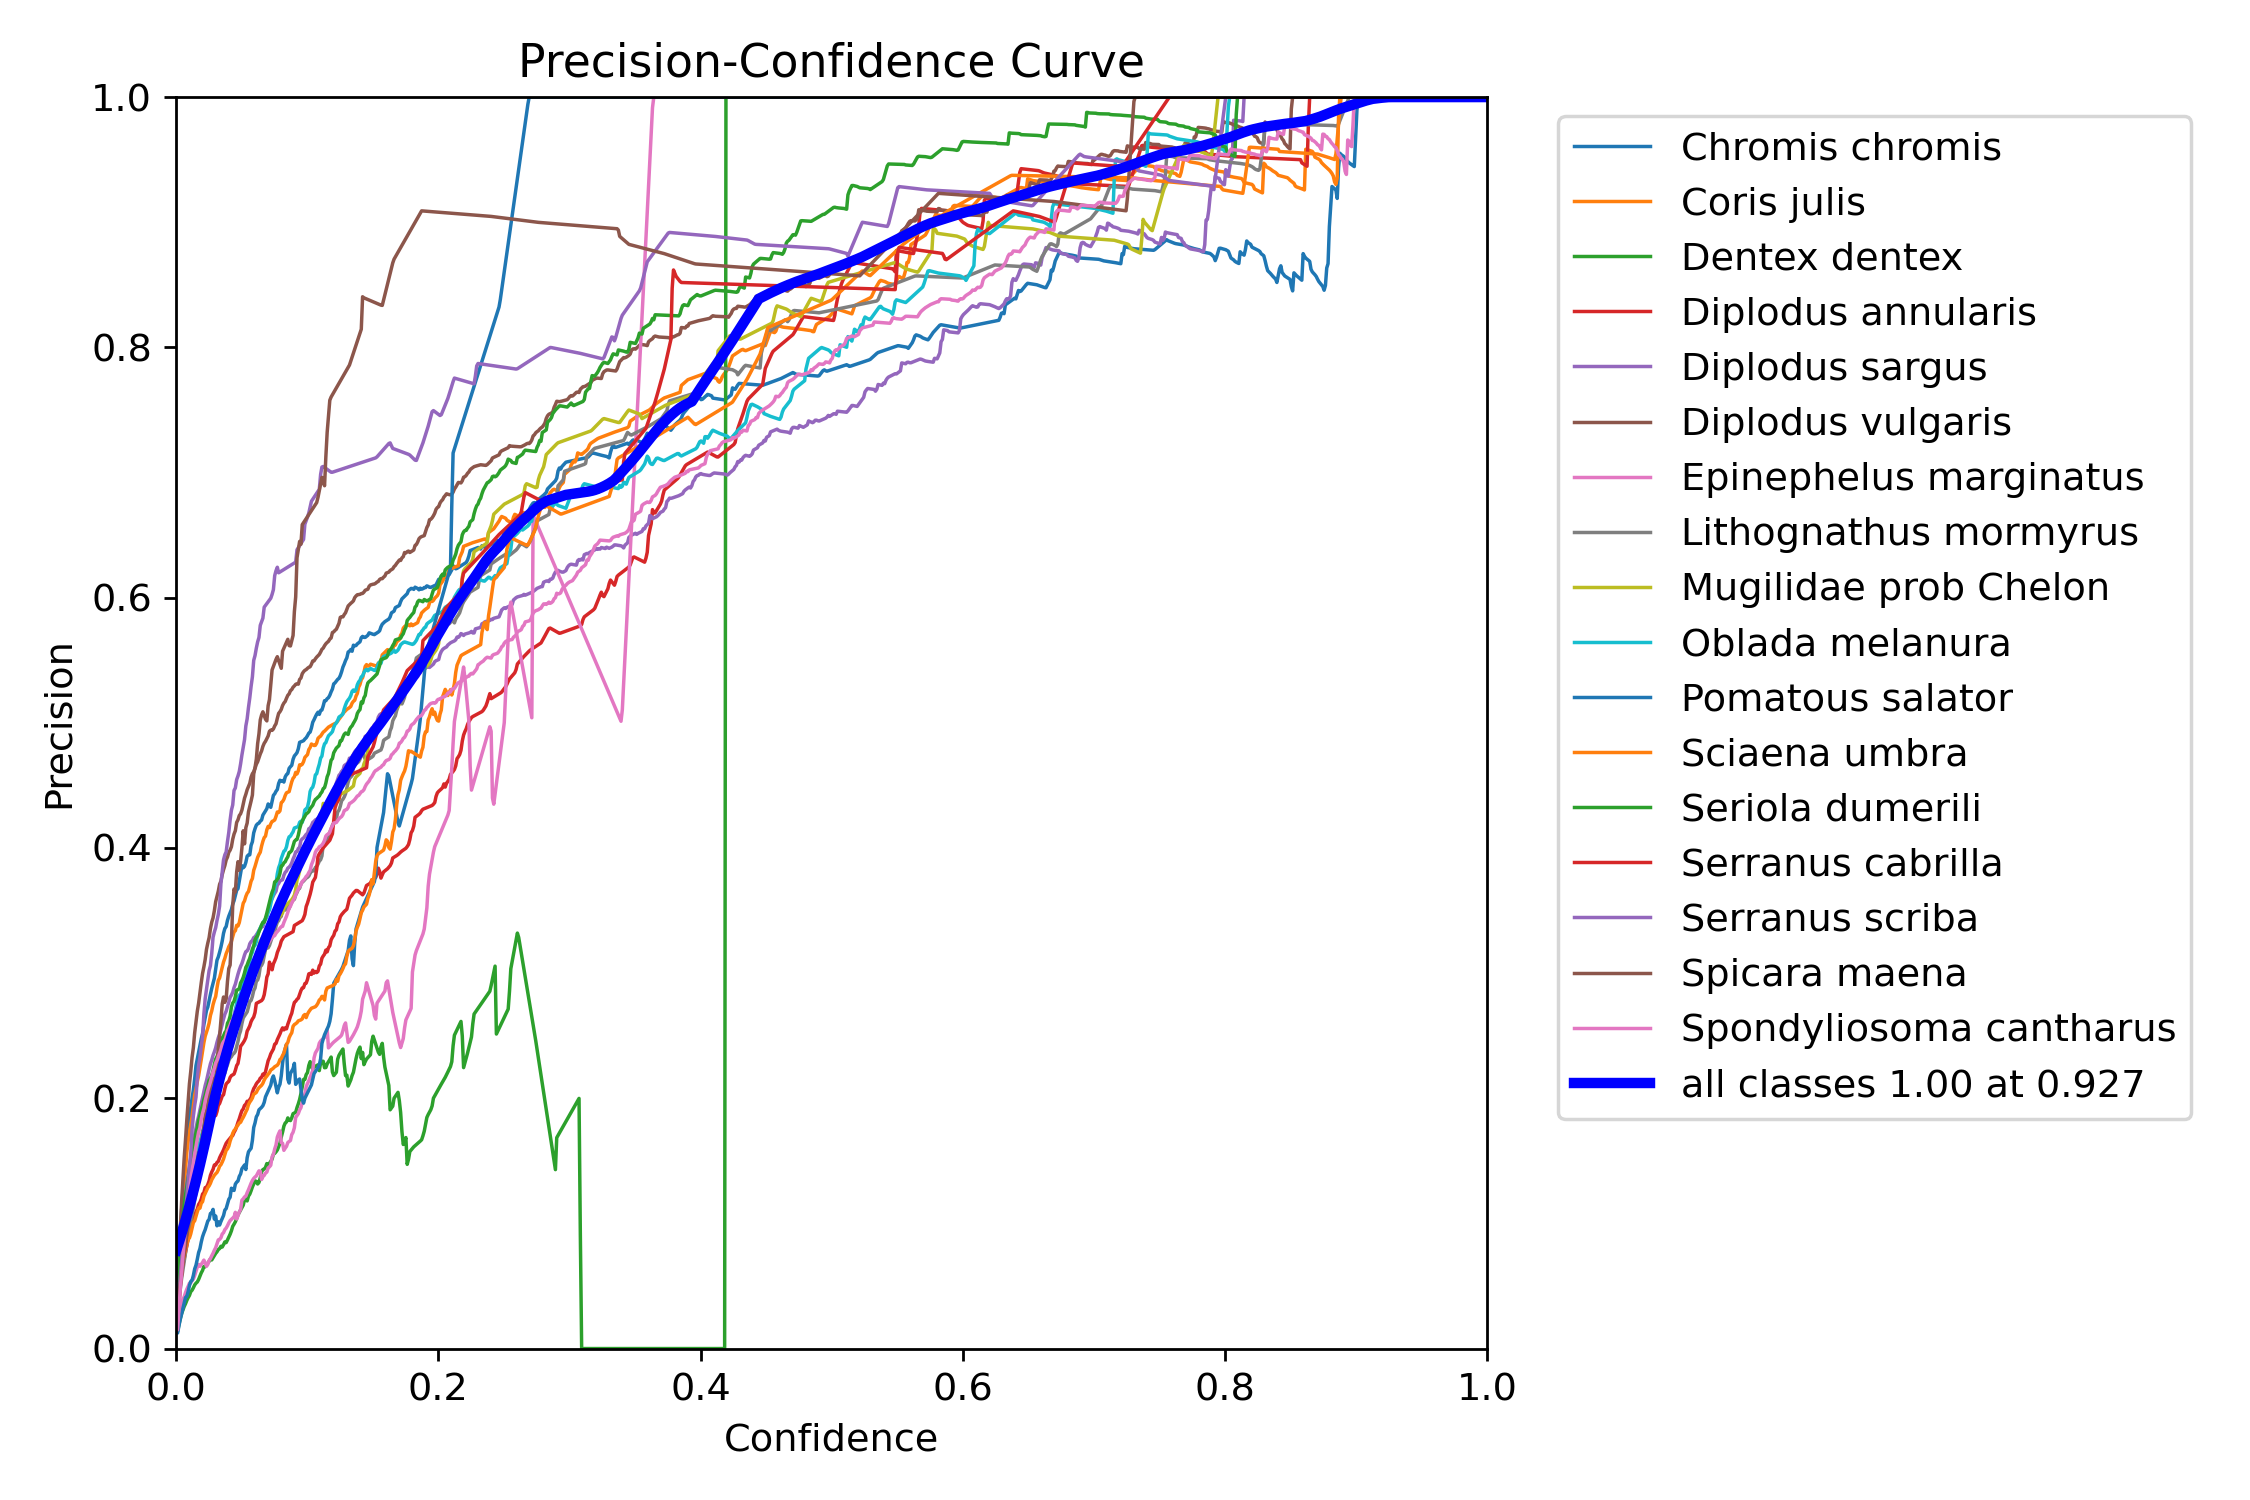 Precision-Confidence Curve
1.0
0.8
0.6
0.4
0.2
0.0
Precision
0.0 0.2 0.4 0.6 0.8 1.0
Confidence
Chromis chromis
Coris julis
Dentex dentex
Diplodus annularis
Diplodus sargus
Diplodus vulgaris
Epinephelus marginatus
Lithognathus mormyrus
Mugilidae prob Chelon
Oblada melanura
Pomatous salator
Sciaena umbra
Seriola dumerili
Serranus cabrilla
Serranus scriba
Spicara maena
Spondyliosoma cantharus
all classes 1.00 at 0.927